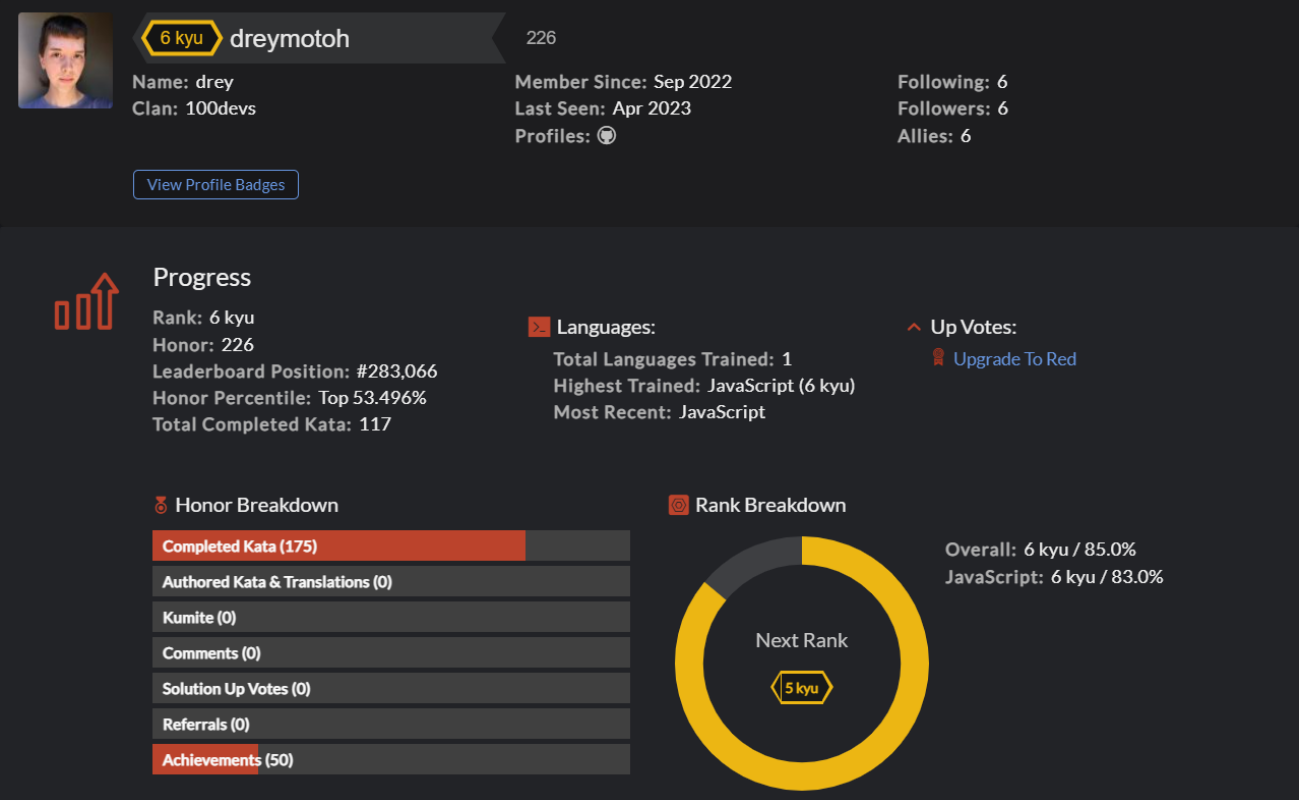 6 kyu dreymotoh 226
Name: drey
Clan: 100devs
Member Since: Sep 2022
Last Seen: Apr 2023
Profiles:
Following: 6
Followers: 6
Allies: 6
View Profile Badges
Progress
Rank: 6 kyu
Honor: 226
Leaderboard Position: #283,066
Honor Percentile: Top 53.496%
Total Completed Kata: 117
Languages:
Total Languages Trained: 1
Highest Trained: JavaScript (6 kyu)
Most Recent: JavaScript
Up Votes:
Upgrade To Red
Honor Breakdown
Completed Kata (175)
Authored Kata & Translations (0)
Kumite (0)
Comments (0)
Solution Up Votes (0)
Referrals (0)
Achievements (50)
Rank Breakdown
Next Rank
5 kyu
Overall: 6 kyu / 85.0%
JavaScript: 6 kyu / 83.0%